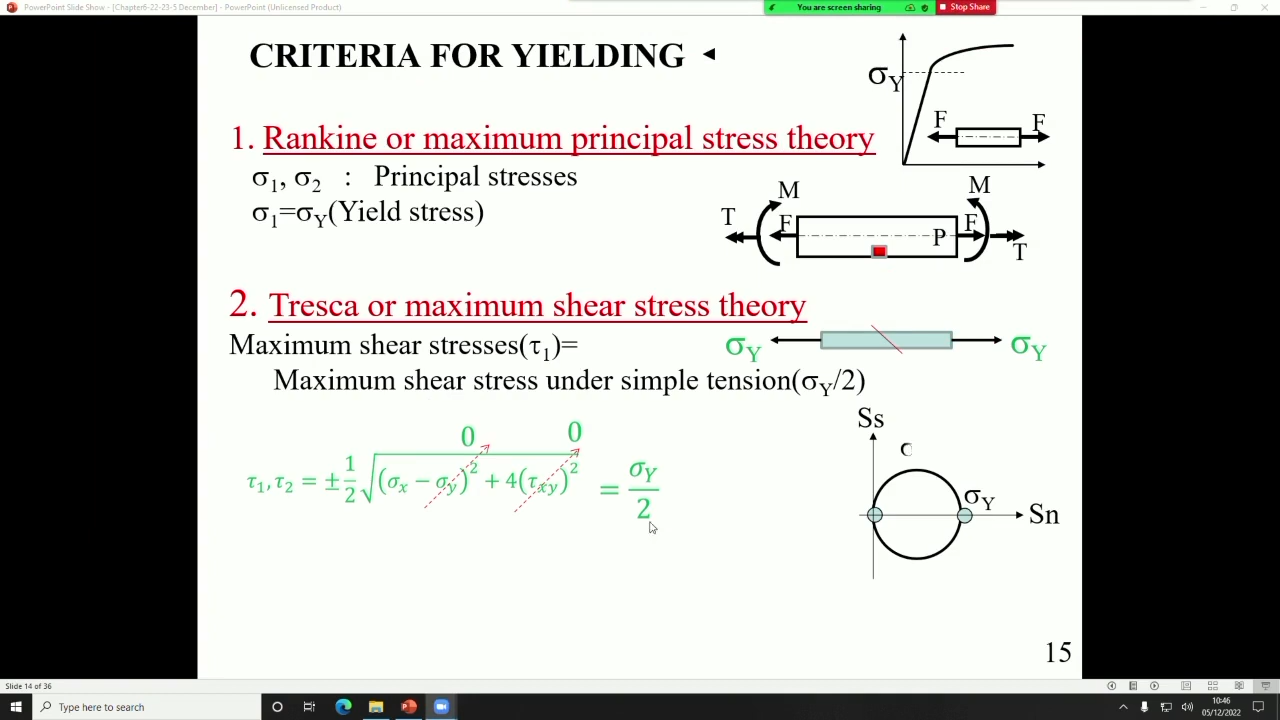 PowerPoint Slide Show - [Chapter6-22-23-5 December] - PowerPoint (Unlicensed Product)
You are screen sharing
Stop Share
CRITERIA FOR YIELDING
σY
F
F
1. Rankine or maximum principal stress theory
σ1, σ2 : Principal stresses
σ1=σY(Yield stress)
M
M
T
F
P
F
T
2. Tresca or maximum shear stress theory
Maximum shear stresses(τ1)=
Maximum shear stress under simple tension(σY/2)
σY
σY
0
0
τ1, τ2 = ± 1/2 √(σx − σy)² + 4(τxy)² = σY/2
Ss
σY
Sn
15
Slide 14 of 36
Type here to search
10:46
05/12/2022